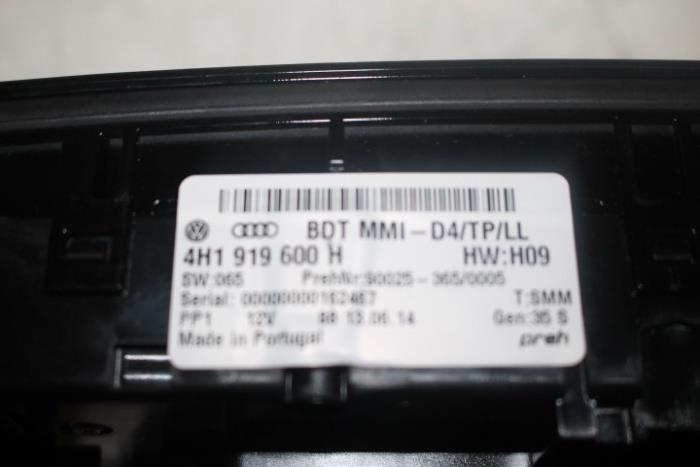 BDT MMI-D4/TP/LL
4H1 919 600 H HW:H09
SW:065 PrehNr:90025-365/0005
Serial: 00000000162467 T:SMM
PP1 12V 13.06.14 Gen:35 S
Made in Portugal preh